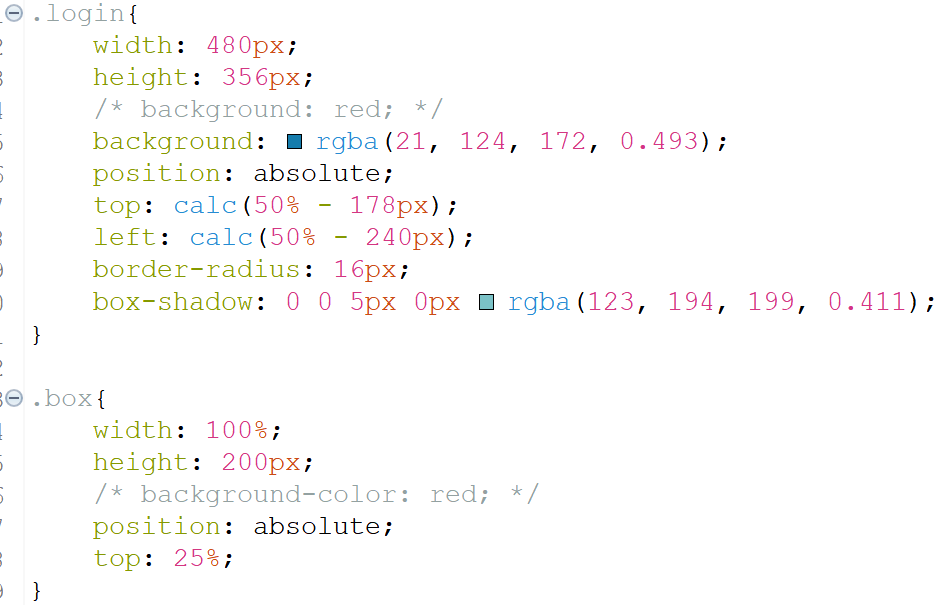 .login{
    width: 480px;
    height: 356px;
    /* background: red; */
    background: rgba(21, 124, 172, 0.493);
    position: absolute;
    top: calc(50% - 178px);
    left: calc(50% - 240px);
    border-radius: 16px;
    box-shadow: 0 0 5px 0px rgba(123, 194, 199, 0.411);
}

.box{
    width: 100%;
    height: 200px;
    /* background-color: red; */
    position: absolute;
    top: 25%;
}